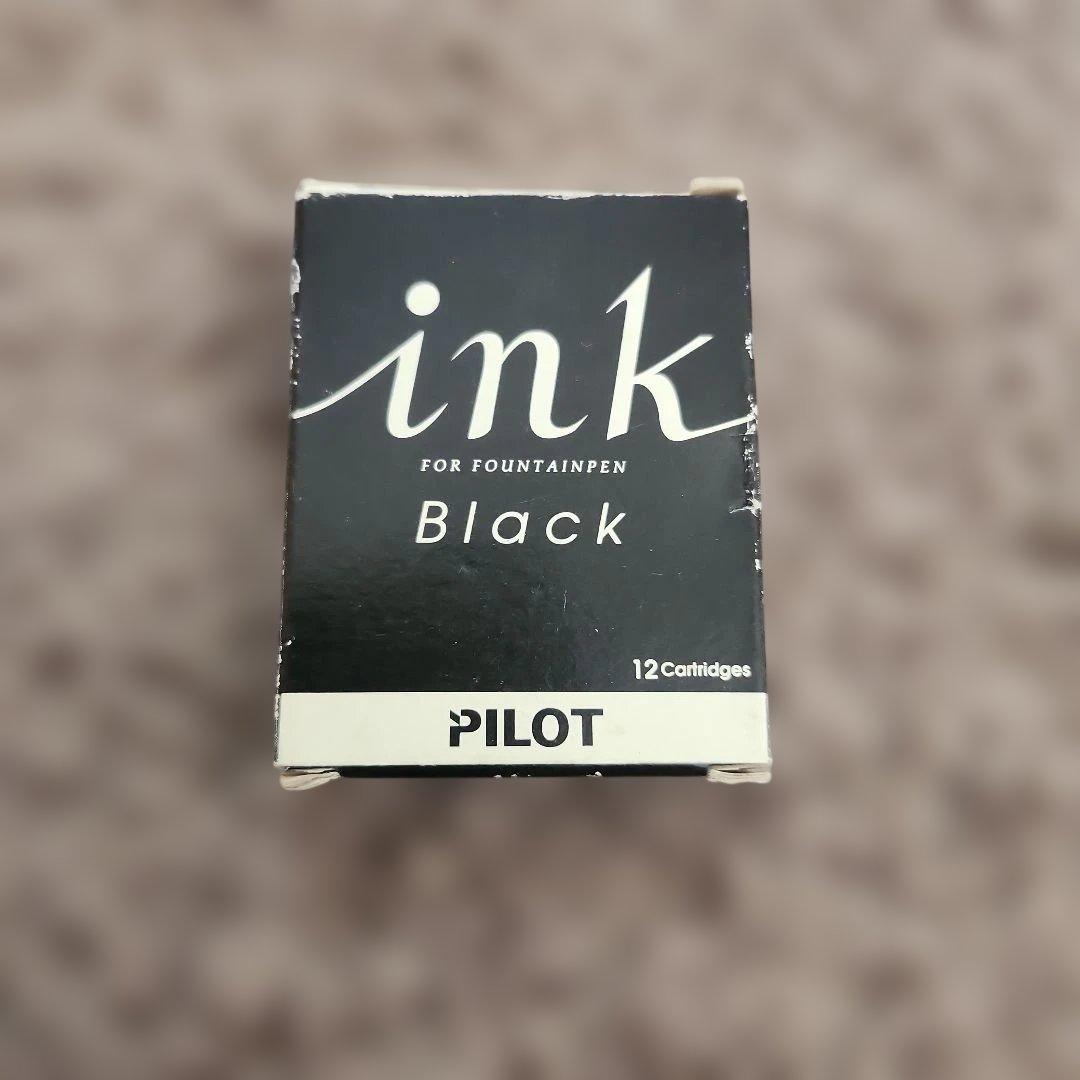 ink
FOR FOUNTAINPEN
Black
12 Cartridges
PILOT